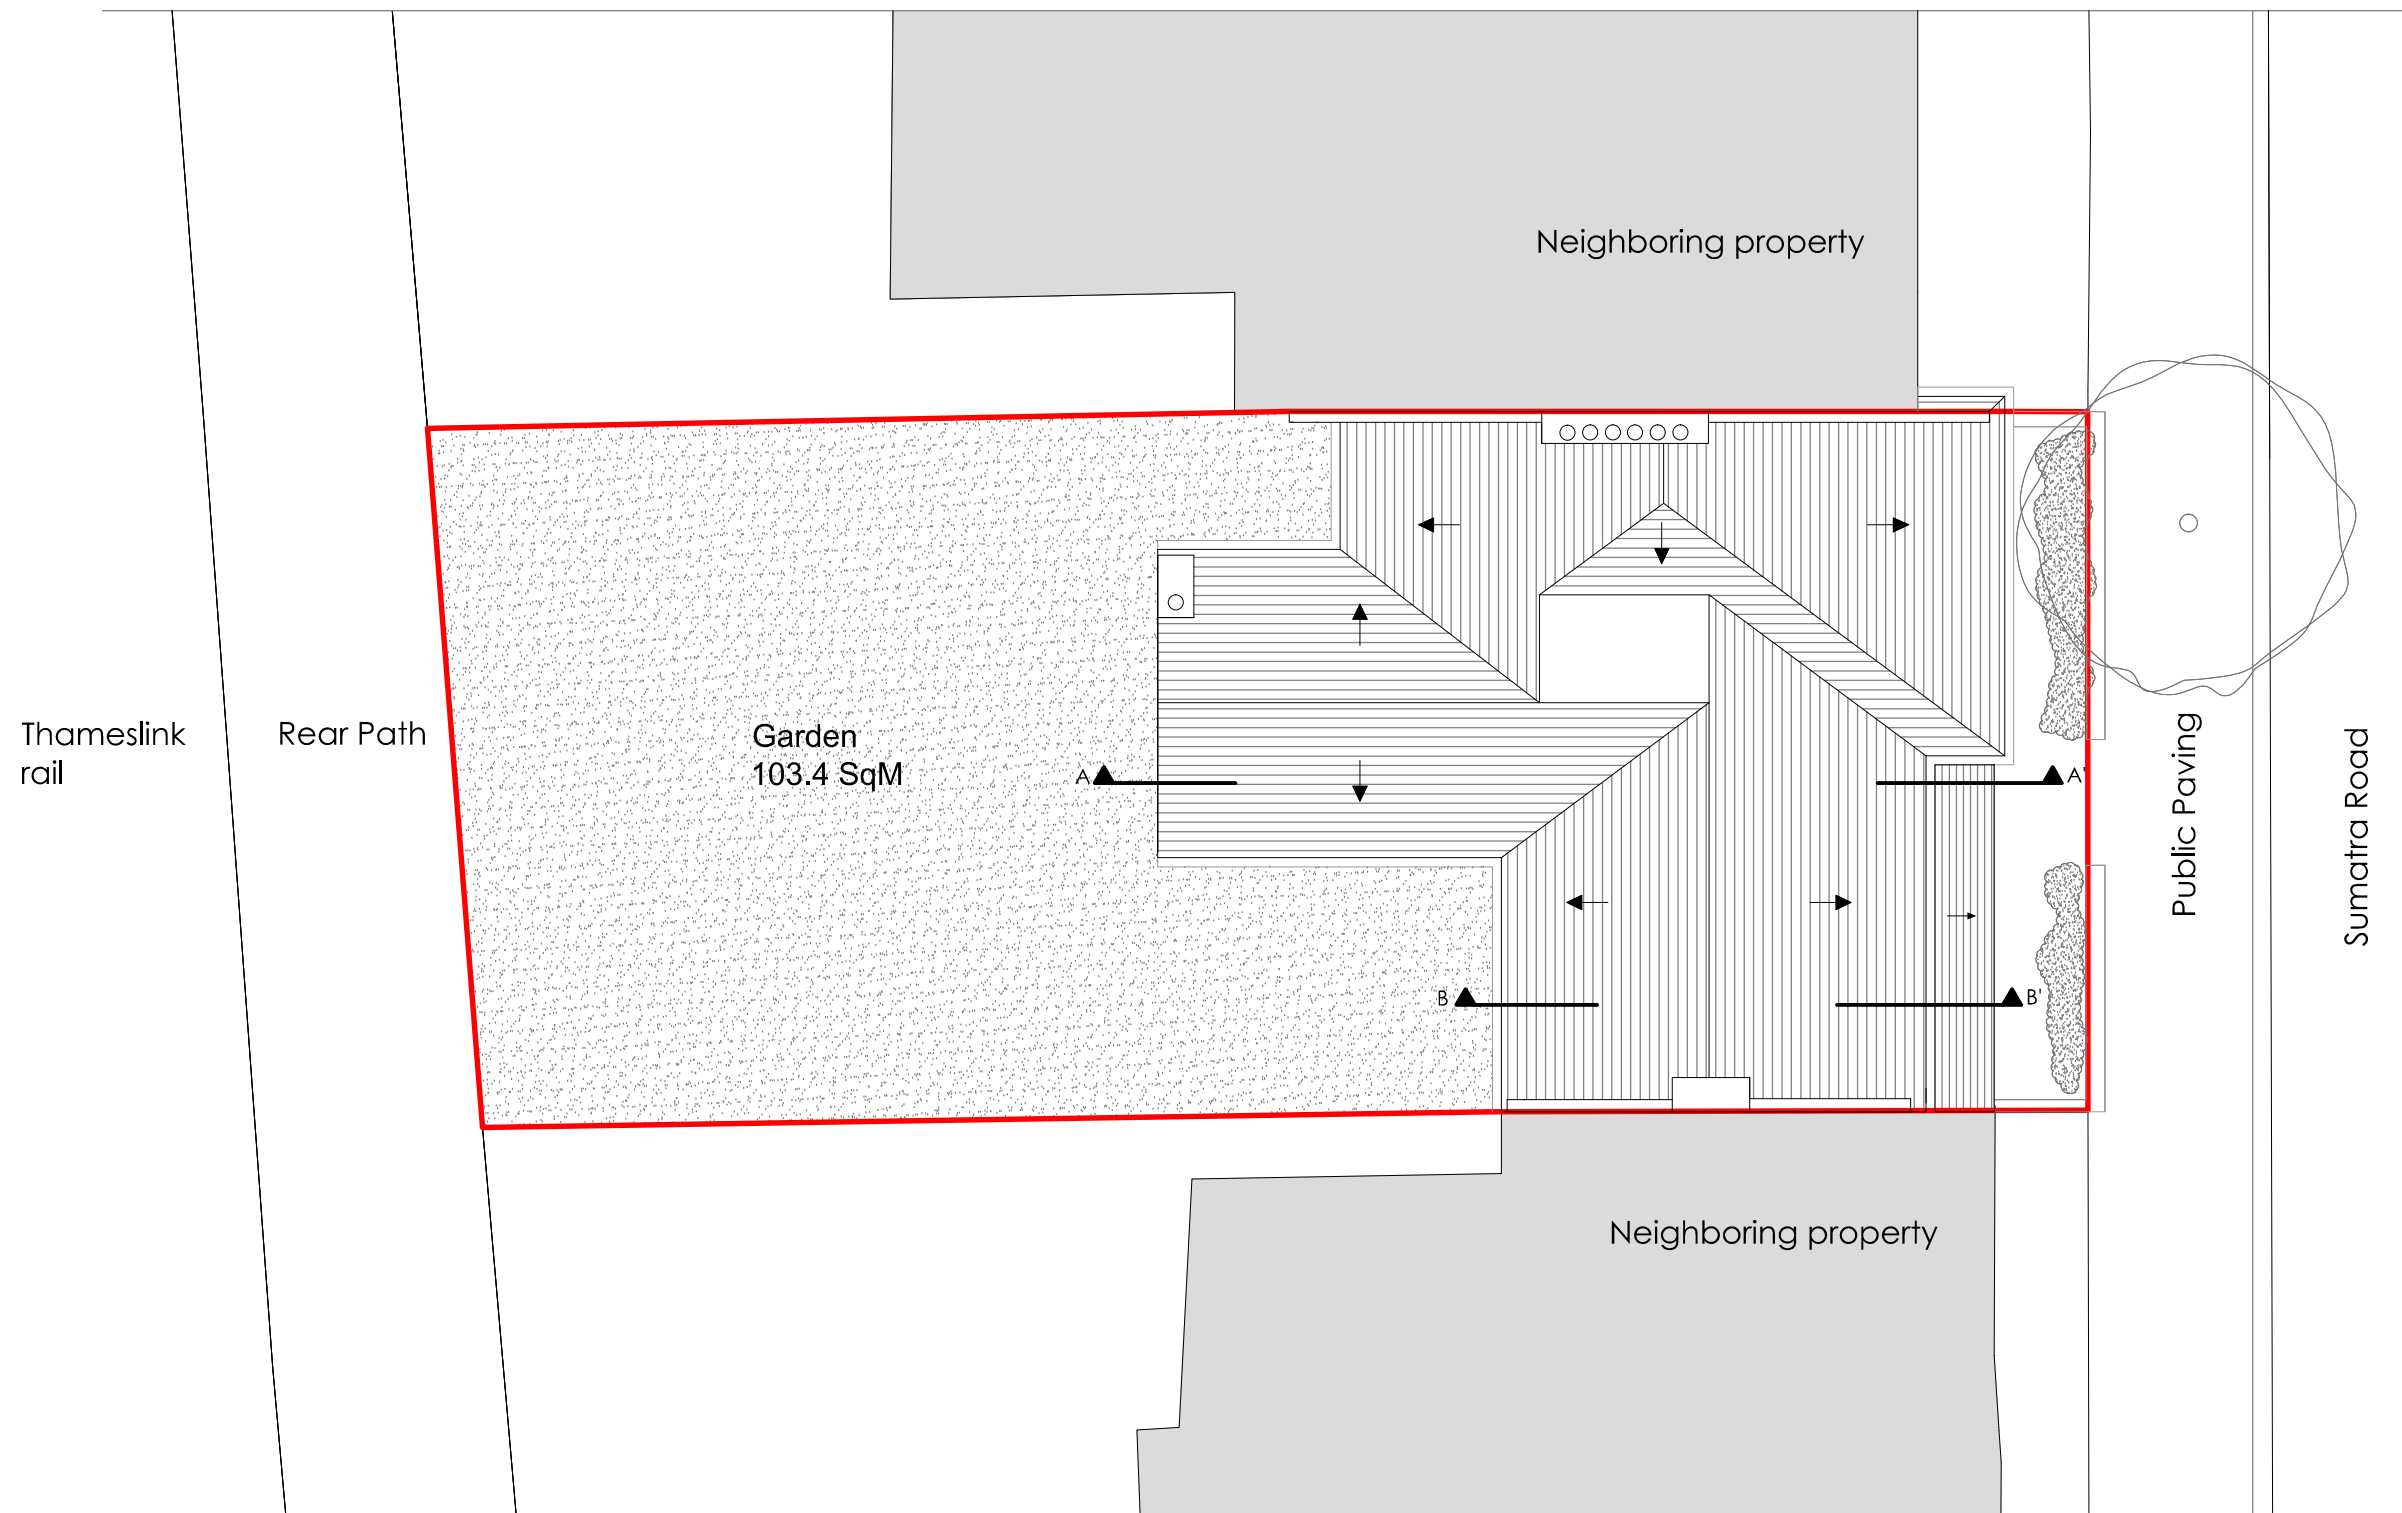 Neighboring property
Thameslink
rail
Rear Path
Garden
103.4 SqM
A
A'
Public Paving
Sumatra Road
B
B'
Neighboring property